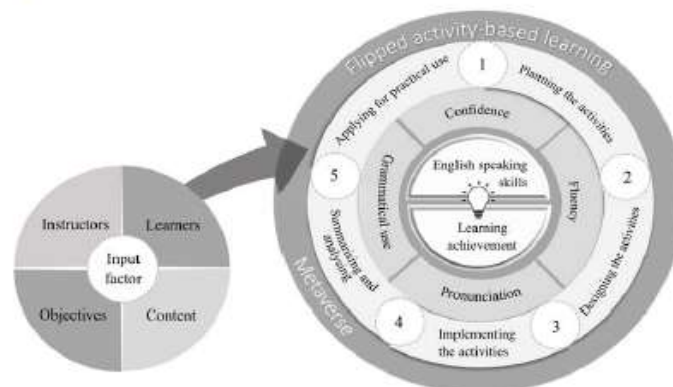 Flipped activity-based learning
Metaverse
1
Planning the activities
2
Designing the activities
3
Implementing
the activities
4
Summarizing and
analysing
5
Applying for practical use
Confidence
Fluency
Pronunciation
Grammatical use
English speaking
skills
Learning
achievement
Instructors
Learners
Input
factor
Objectives
Content